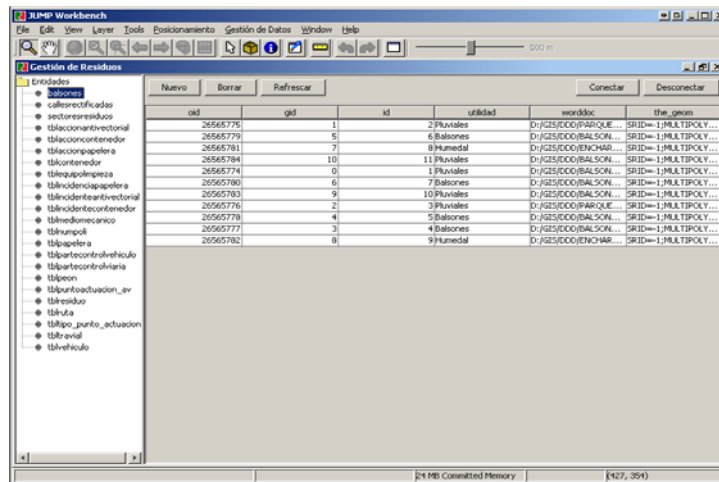 JUMP Workbench
File Edit View Layer Tools Posicionamiento Gestión de Datos Window Help
500 m
Gestión de Residuos
Entidades
balsones
callesrectificadas
sectoresresiduos
tblaccionantivectorial
tblaccioncontenedor
tblaccionpapelera
tblcontenedor
tblequipolimpieza
tblincidenciapapelera
tblincidenteantivectorial
tblincidentecontenedor
tblmediomecanico
tblnumpoli
tblpapelera
tblpartecontrolvehiculo
tblpartecontrolviaria
tblpeon
tblpuntoactuacion_av
tblresiduo
tblruta
tbltipo_punto_actuacion
tbltravial
tblvehiculo
Nuevo Borrar Refrescar Conectar Desconectar
oid gid id utilidad worddoc the_geom
26565775 1 2 Pluviales D:/GIS/DDD/PARQUE... SRID=-1;MULTIPOLY...
26565779 5 6 Balsones D:/GIS/DDD/BALSON... SRID=-1;MULTIPOLY...
26565781 7 8 Humedal D:/GIS/DDD/ENCHAR... SRID=-1;MULTIPOLY...
26565784 10 11 Pluviales D:/GIS/DDD/BALSON... SRID=-1;MULTIPOLY...
26565774 0 1 Pluviales D:/GIS/DDD/BALSON... SRID=-1;MULTIPOLY...
26565780 6 7 Balsones D:/GIS/DDD/BALSON... SRID=-1;MULTIPOLY...
26565783 9 10 Pluviales D:/GIS/DDD/BALSON... SRID=-1;MULTIPOLY...
26565776 2 3 Pluviales D:/GIS/DDD/PARQUE... SRID=-1;MULTIPOLY...
26565778 4 5 Balsones D:/GIS/DDD/BALSON... SRID=-1;MULTIPOLY...
26565777 3 4 Balsones D:/GIS/DDD/BALSON... SRID=-1;MULTIPOLY...
26565782 8 9 Humedal D:/GIS/DDD/ENCHAR... SRID=-1;MULTIPOLY...
24 MB Committed Memory (427, 354)